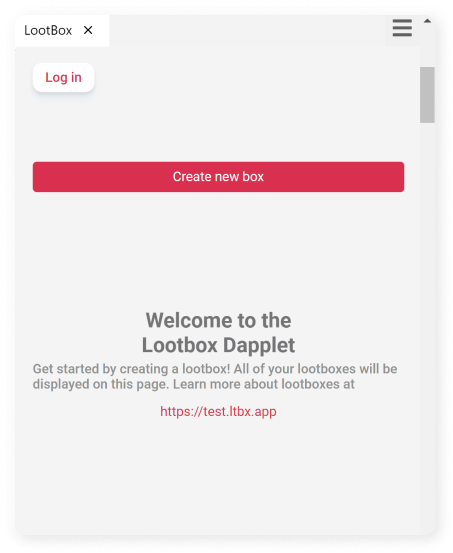 LootBox
Log in
Create new box
Welcome to the
Lootbox Dapplet
Get started by creating a lootbox! All of your lootboxes will be
displayed on this page. Learn more about lootboxes at
https://test.ltbx.app